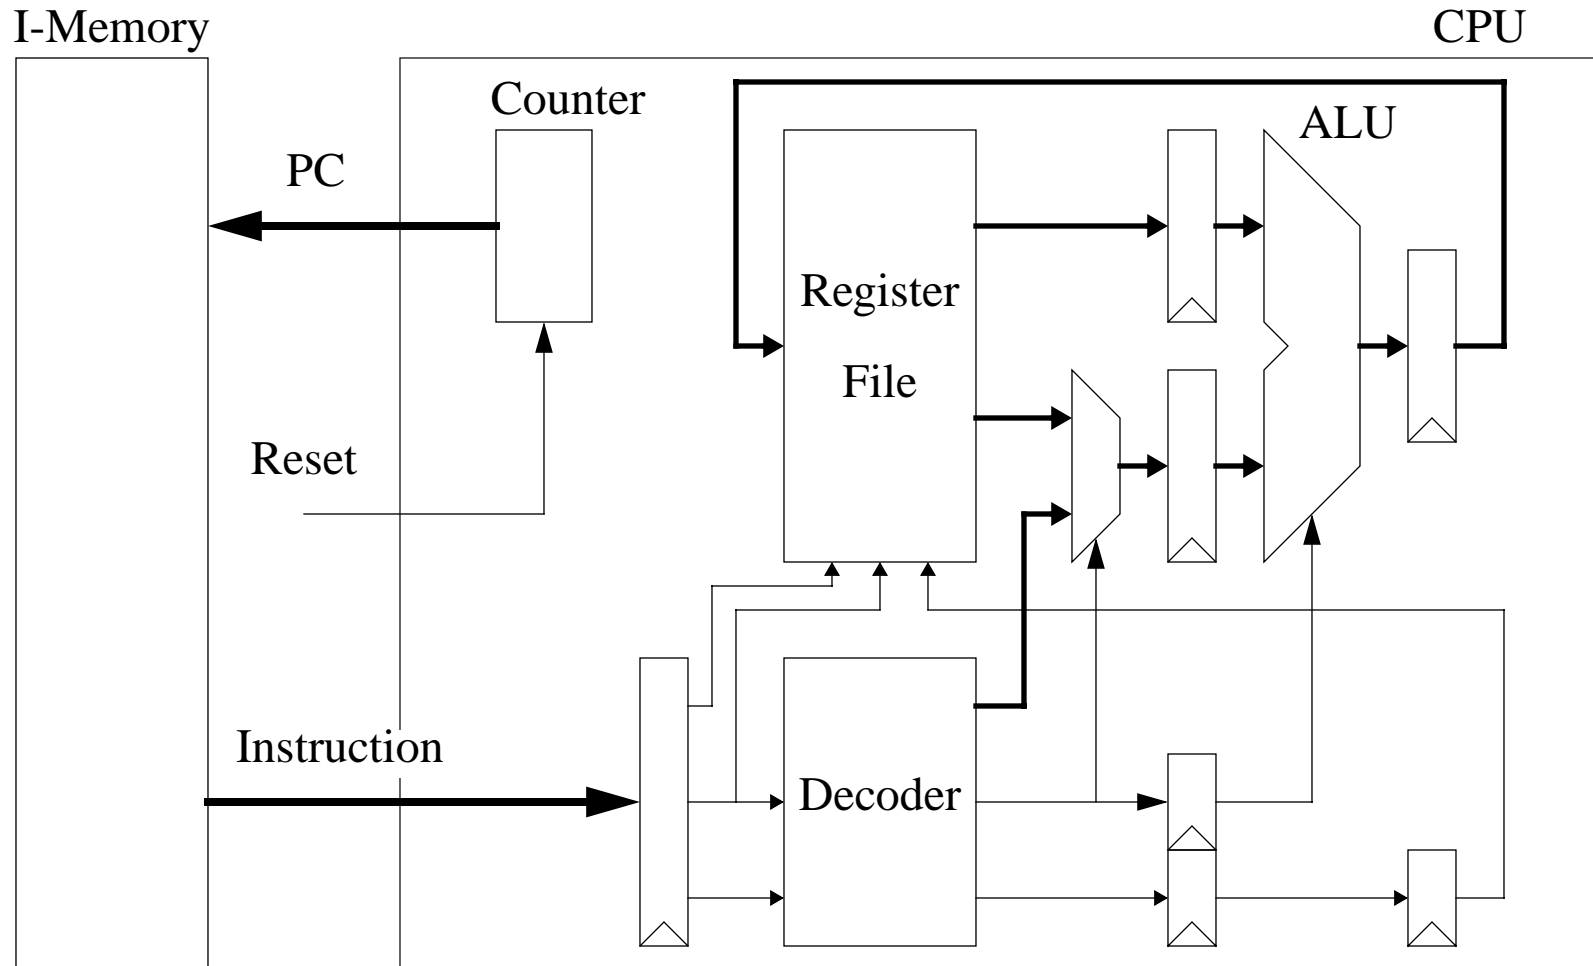 I-Memory
CPU
Counter
ALU
PC
Register
File
Reset
Instruction
Decoder